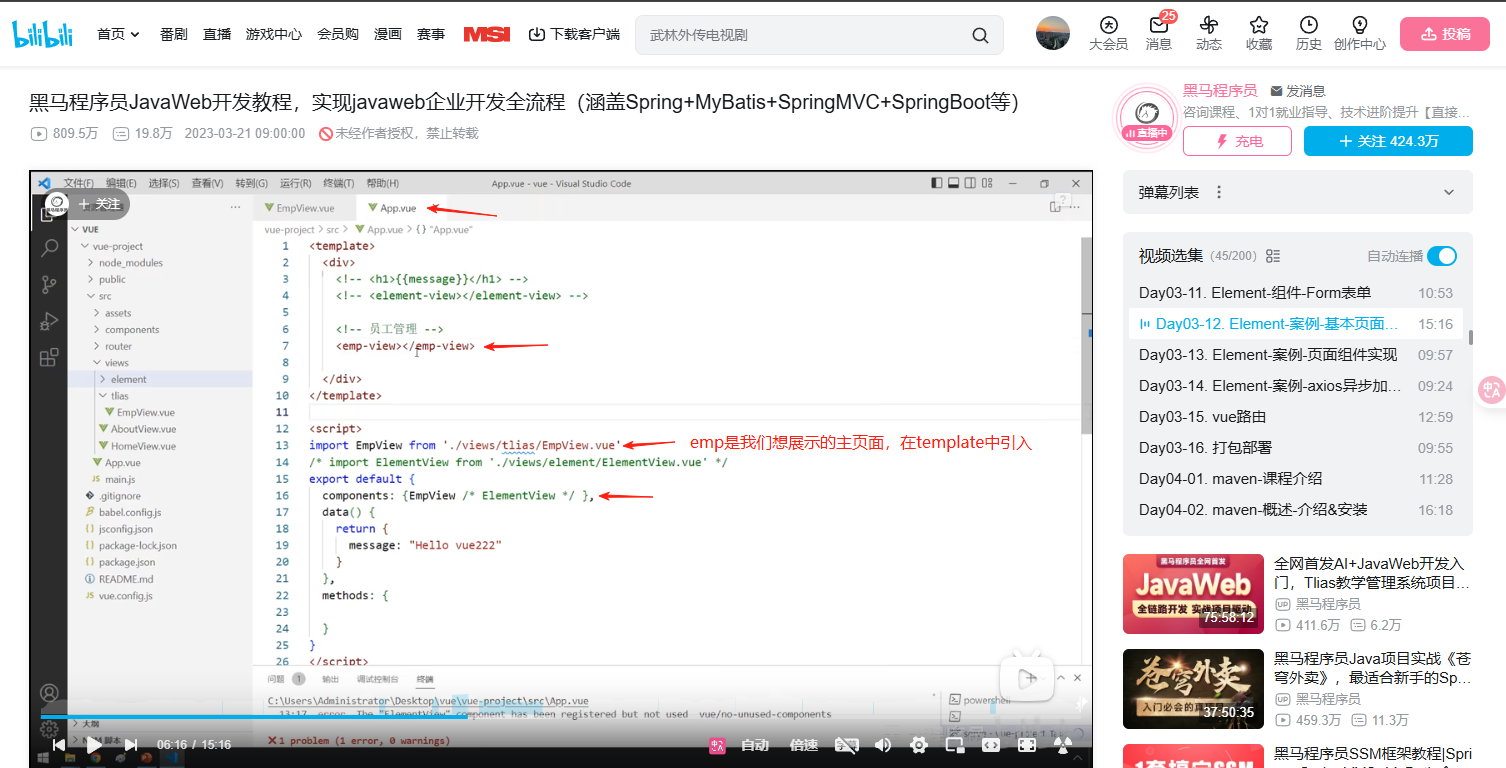 bilibili 首页 番剧 直播 游戏中心 会员购 漫画 赛事 MSI 下载客户端 武林外传电视剧 大会员 25 消息 动态 收藏 历史 创作中心 投稿
黑马程序员JavaWeb开发教程，实现javaweb企业开发全流程（涵盖Spring+MyBatis+SpringMVC+SpringBoot等）
809.5万 19.8万 2023-03-21 09:00:00 未经作者授权，禁止转载
直播中
黑马程序员 发消息
咨询课程、1对1就业指导、技术进阶提升【直接...
充电 + 关注 424.3万
文件(F) 编辑(E) 选择(S) 查看(V) 转到(G) 运行(R) 终端(T) 帮助(H) App.vue - vue - Visual Studio Code
+ 关注
EmpView.vue App.vue
vue-project > src > App.vue > {} "App.vue"
VUE
vue-project
node_modules
public
src
assets
components
router
views
element
tlias
EmpView.vue
AboutView.vue
HomeView.vue
App.vue
JS main.js
.gitignore
babel.config.js
jsconfig.json
package-lock.json
package.json
README.md
JS vue.config.js
大纲
1 <template>
2 <div>
3 <!-- <h1>{{message}}</h1> -->
4 <!-- <element-view></element-view> -->
5
6 <!-- 员工管理 -->
7 <emp-view></emp-view>
8
9 </div>
10 </template>
11
12 <script>
13 import EmpView from './views/tlias/EmpView.vue'
emp是我们想展示的主页面，在template中引入
14 /* import ElementView from './views/element/ElementView.vue' */
15 export default {
16 components: {EmpView /* ElementView */ },
17 data() {
18 return {
19 message: "Hello vue222"
20 }
21 },
22 methods: {
23
24 }
25 }
26 </script>
问题 1 输出 调试控制台 终端
C:\Users\Administrator\Desktop\vue\vue-project\src\App.vue
13:17 error The "ElementView" component has been registered but not used vue/no-unused-components
1 problem (1 error, 0 warnings)
powershell
06:16 / 15:16 自动 倍速
弹幕列表
视频选集 (45/200) 自动连播
Day03-11. Element-组件-Form表单 10:53
Day03-12. Element-案例-基本页面... 15:16
Day03-13. Element-案例-页面组件实现 09:57
Day03-14. Element-案例-axios异步加... 09:24
Day03-15. vue路由 12:59
Day03-16. 打包部署 09:55
Day04-01. maven-课程介绍 11:28
Day04-02. maven-概述-介绍&安装 16:18
黑马程序员全网首发
JavaWeb
全链路开发 实战项目驱动
75:58:12
全网首发AI+JavaWeb开发入
门，Tlias教学管理系统项目...
UP 黑马程序员
411.6万 6.2万
苍穹外卖
37:50:35
黑马程序员Java项目实战《苍
穹外卖》，最适合新手的Sp...
UP 黑马程序员
459.3万 11.3万
黑马程序员SSM框架教程|Spri